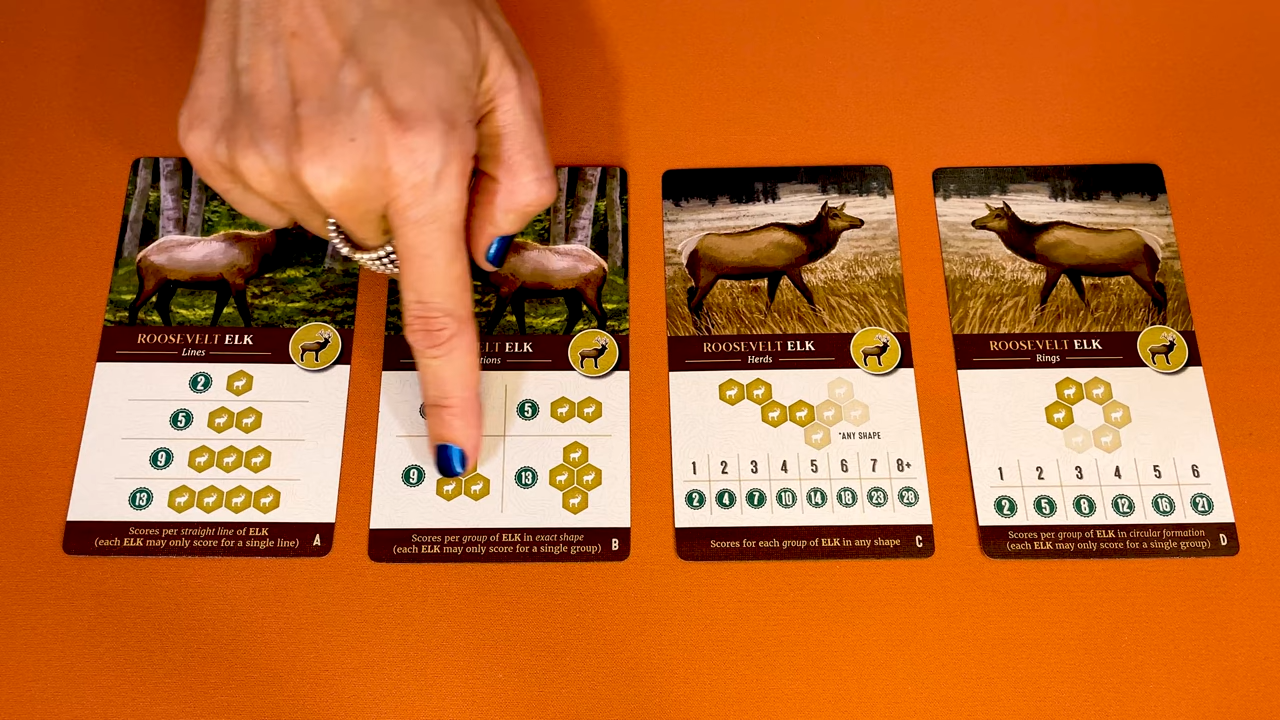 ROOSEVELT ELK
Lines
2
5
9
13
Scores per straight line of ELK
(each ELK may only score for a single line)
A
ELK
5
9
13
Scores per group of ELK in exact shape
(each ELK may only score for a single group)
B
ROOSEVELT ELK
Herds
*ANY SHAPE
1 2 3 4 5 6 7 8+
2 4 7 10 14 18 23 28
Scores for each group of ELK in any shape
C
ROOSEVELT ELK
Rings
1 2 3 4 5 6
2 5 8 12 16 21
Scores per group of ELK in circular formation
(each ELK may only score for a single group)
D